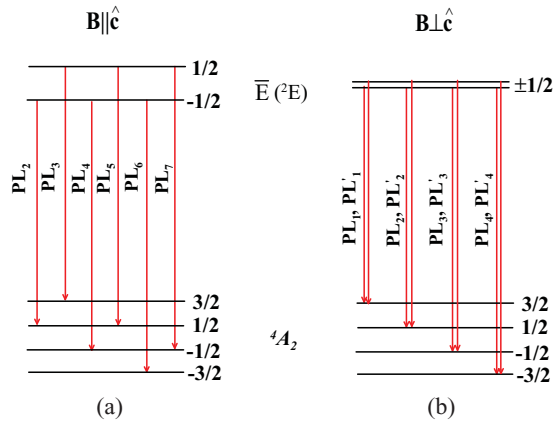 B||ĉ
B⊥ĉ
1/2
-1/2
E̅ (²E)
±1/2
PL₂
PL₃
PL₄
PL₅
PL₆
PL₇
PL₁, PL'₁
PL₂, PL'₂
PL₃, PL'₃
PL₄, PL'₄
3/2
1/2
-1/2
-3/2
⁴A₂
3/2
1/2
-1/2
-3/2
(a)
(b)